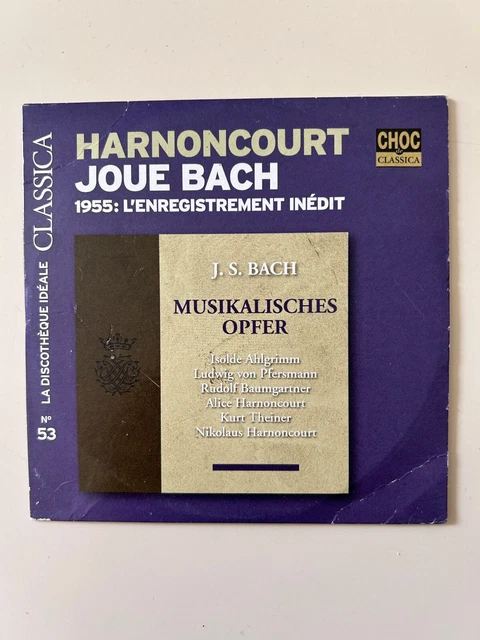 HARNONCOURT
JOUE BACH
1955: L'ENREGISTREMENT INÉDIT
CHOC
de
CLASSICA
J. S. BACH
MUSIKALISCHES
OPFER
Isolde Ahlgrimm
Ludwig von Pfersmann
Rudolf Baumgartner
Alice Harnoncourt
Kurt Theiner
Nikolaus Harnoncourt
LA DISCOTHÈQUE IDÉALE CLASSICA
N°
53